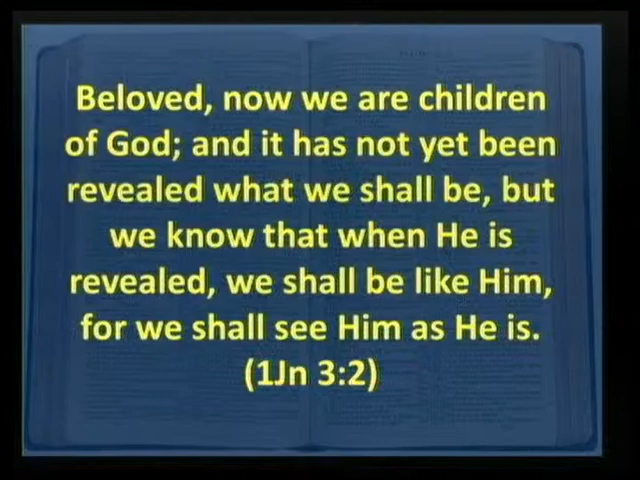 Beloved, now we are children
of God; and it has not yet been
revealed what we shall be, but
we know that when He is
revealed, we shall be like Him,
for we shall see Him as He is.
(1Jn 3:2)